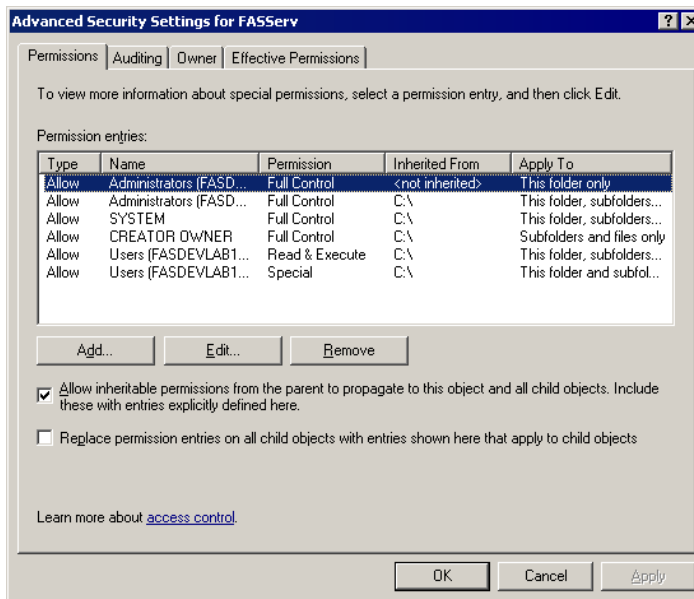 Advanced Security Settings for FASServ
Permissions Auditing Owner Effective Permissions
To view more information about special permissions, select a permission entry, and then click Edit.
Permission entries:
Type Name Permission Inherited From Apply To
Allow Administrators (FASD... Full Control <not inherited> This folder only
Allow Administrators (FASD... Full Control C:\ This folder, subfolders...
Allow SYSTEM Full Control C:\ This folder, subfolders...
Allow CREATOR OWNER Full Control C:\ Subfolders and files only
Allow Users (FASDEVLAB1... Read & Execute C:\ This folder, subfolders...
Allow Users (FASDEVLAB1... Special C:\ This folder and subfol...
Add... Edit... Remove
Allow inheritable permissions from the parent to propagate to this object and all child objects. Include
these with entries explicitly defined here.
Replace permission entries on all child objects with entries shown here that apply to child objects
Learn more about access control.
OK Cancel Apply